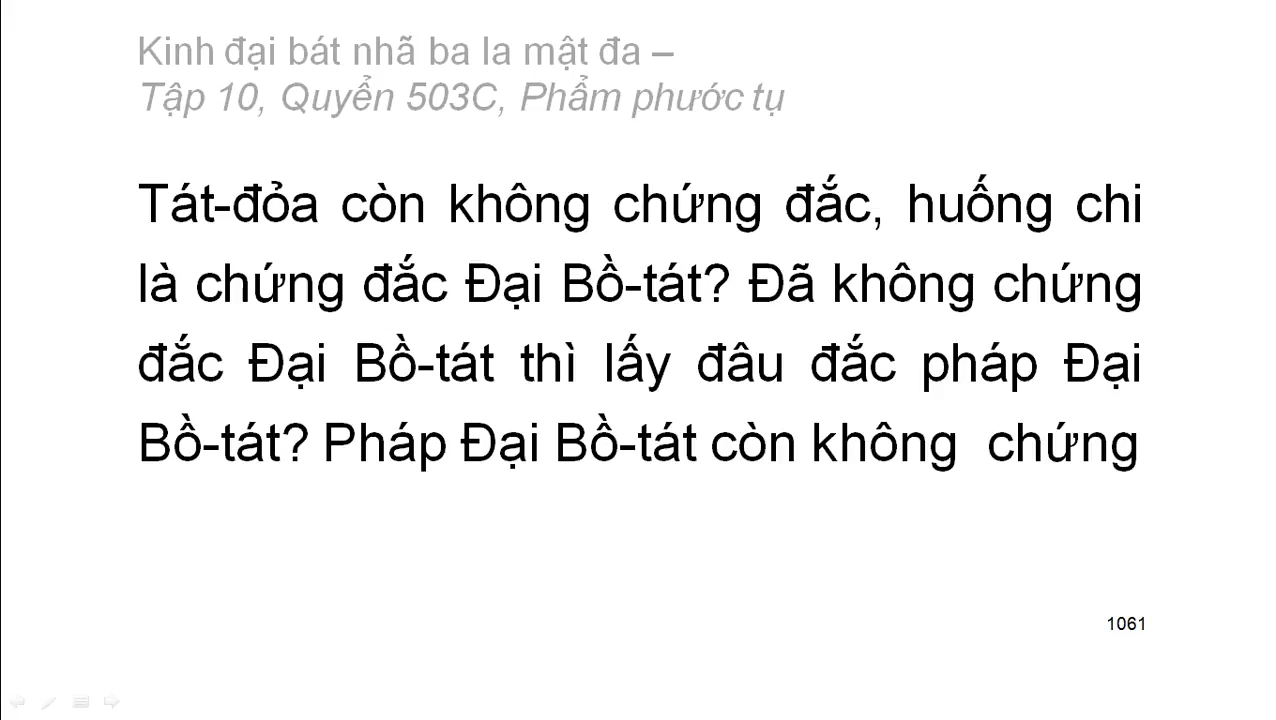 Kinh đại bát nhã ba la mật đa –
Tập 10, Quyển 503C, Phẩm phước tụ
Tát-đỏa còn không chứng đắc, huống chi
là chứng đắc Đại Bồ-tát? Đã không chứng
đắc Đại Bồ-tát thì lấy đâu đắc pháp Đại
Bồ-tát? Pháp Đại Bồ-tát còn không chứng
1061